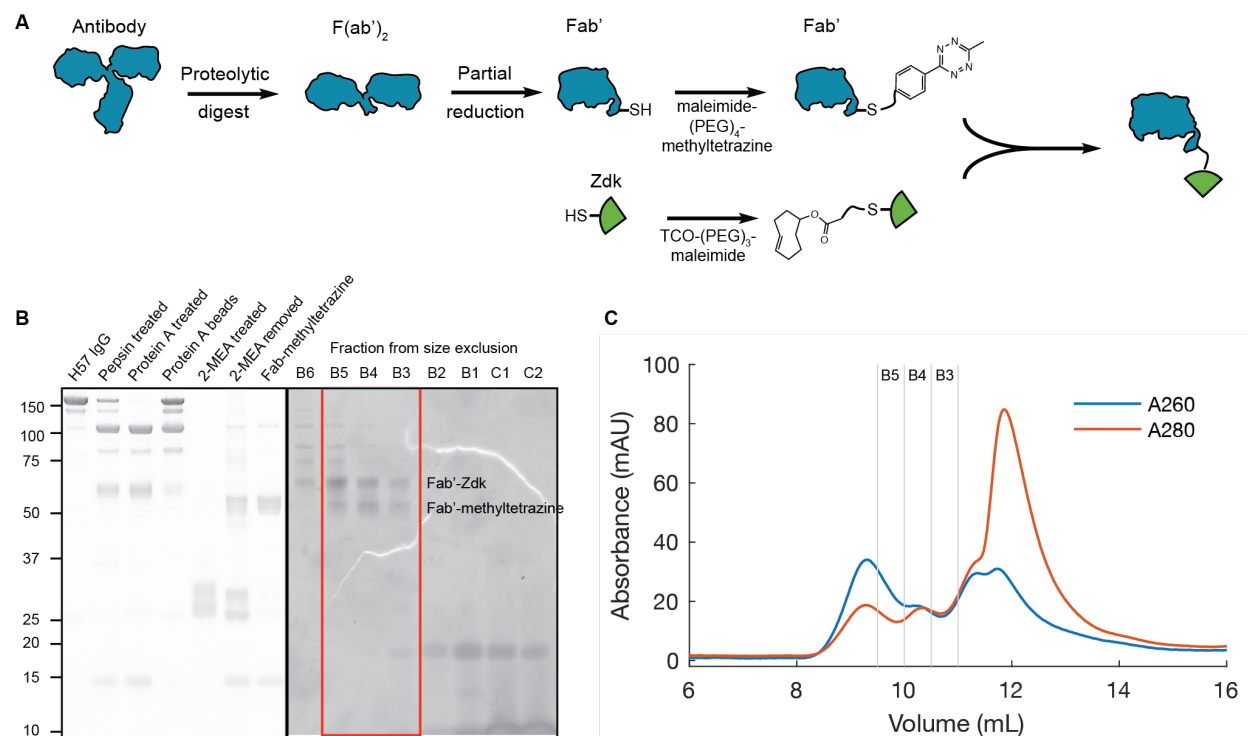 A
Antibody
F(ab’)2
Fab’
Fab’
Proteolytic
digest
Partial
reduction
SH
maleimide-
(PEG)4-
methyltetrazine
S
N
N
N
N
Zdk
HS
TCO-(PEG)3-
maleimide
O
O
S
B
H57 IgG
Pepsin treated
Protein A treated
Protein A beads
2-MEA treated
2-MEA removed
Fab-methyltetrazine
Fraction from size exclusion
B6 B5 B4 B3 B2 B1 C1 C2
150
100
75
50
37
25
20
15
10
Fab’-Zdk
Fab’-methyltetrazine
C
B5 B4 B3
A260
A280
Absorbance (mAU)
100
80
60
40
20
0
6 8 10 12 14 16
Volume (mL)